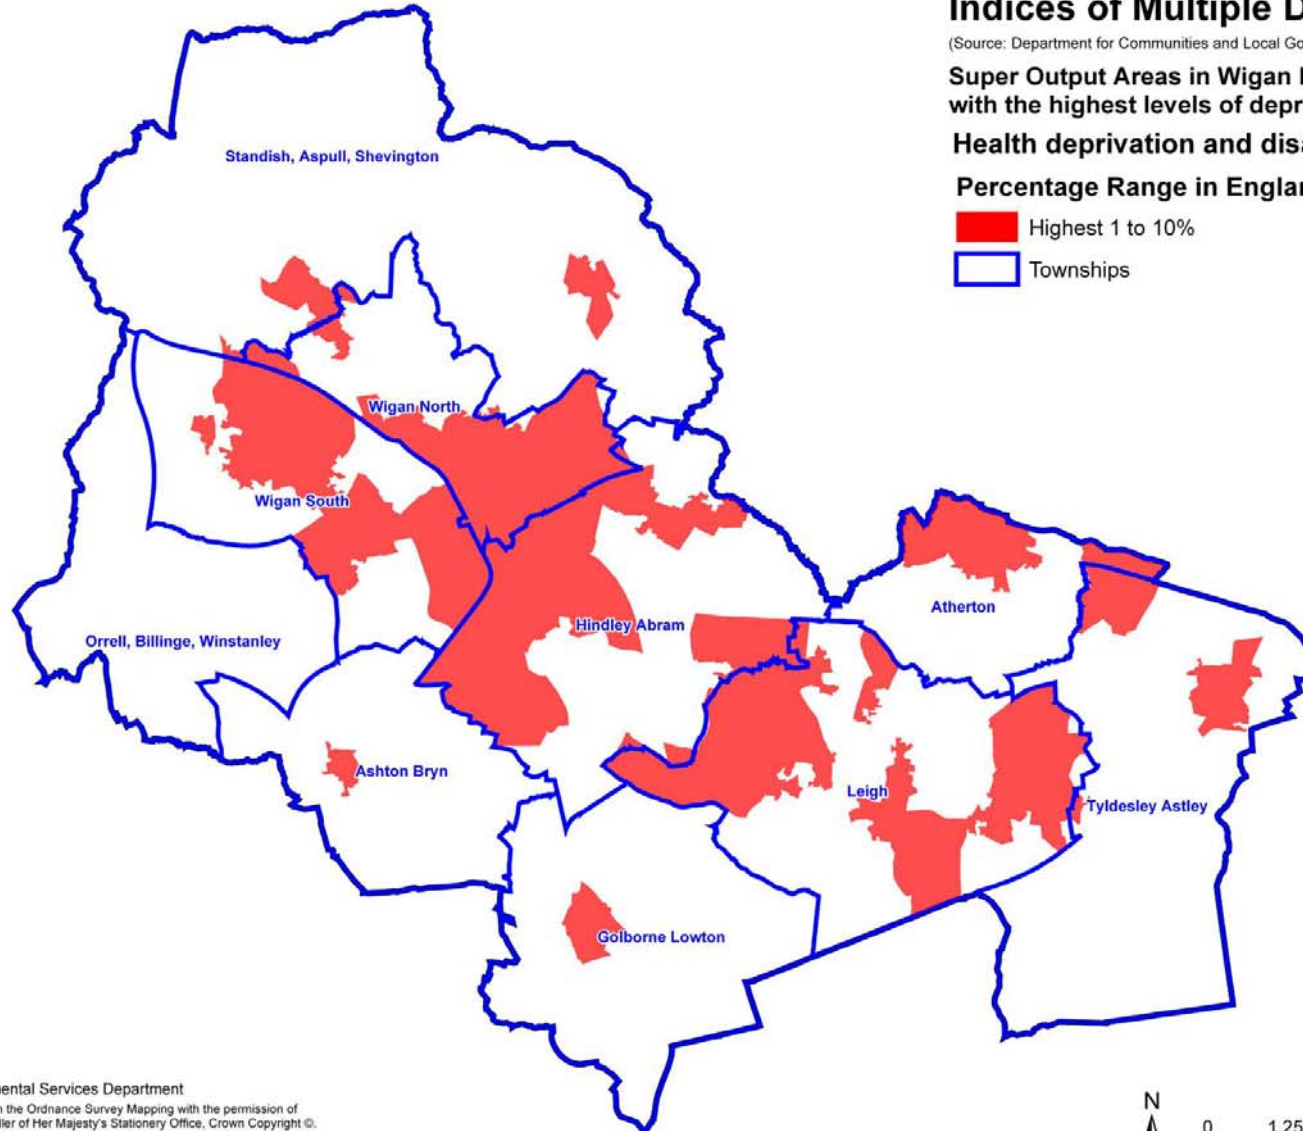 Indices of Multiple D
(Source: Department for Communities and Local Go
Super Output Areas in Wigan
with the highest levels of depr
Health deprivation and disa
Percentage Range in Englan
Highest 1 to 10%
Townships
Standish, Aspull, Shevington
Wigan North
Wigan South
Atherton
Hindley Abram
Orrell, Billinge, Winstanley
Ashton Bryn
Leigh
Tyldesley Astley
Golborne Lowton
ental Services Department
n the Ordnance Survey Mapping with the permission of
ller of Her Majesty's Stationery Office, Crown Copyright ©.
N
0 1.25